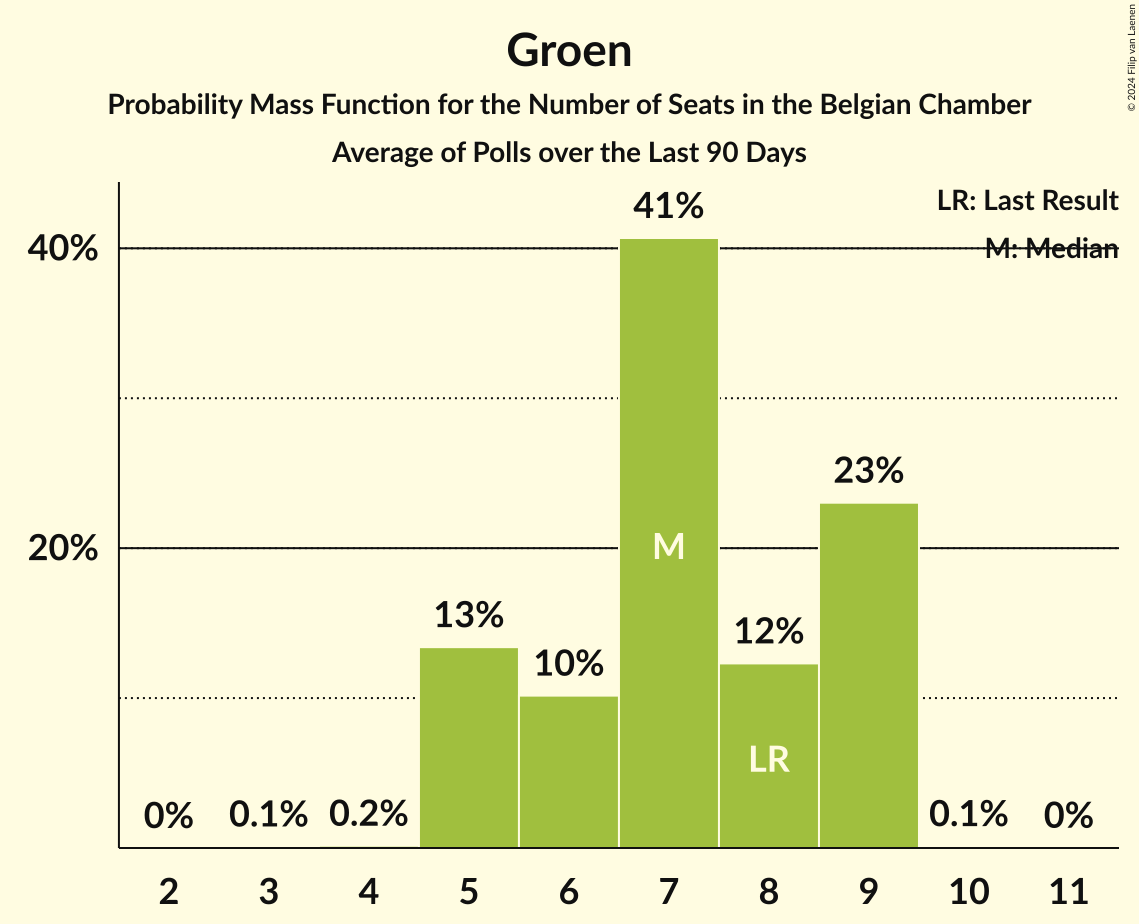 Groen
Probability Mass Function for the Number of Seats in the Belgian Chamber
Average of Polls over the Last 90 Days
© 2024 Filip van Laenen
LR: Last Result
M: Median
40%
20%
0%
0.1%
0.2%
13%
10%
41%
M
12%
LR
23%
0.1%
0%
2 3 4 5 6 7 8 9 10 11